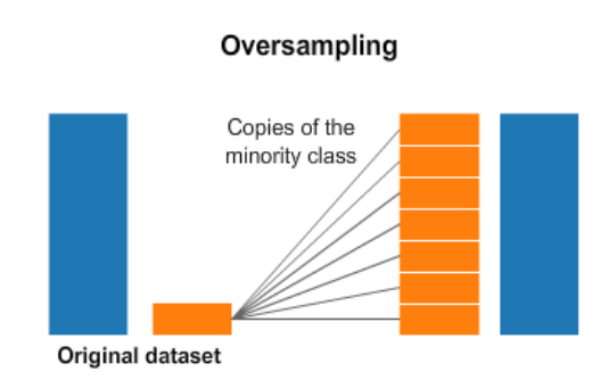 Oversampling
Copies of the
minority class
Original dataset